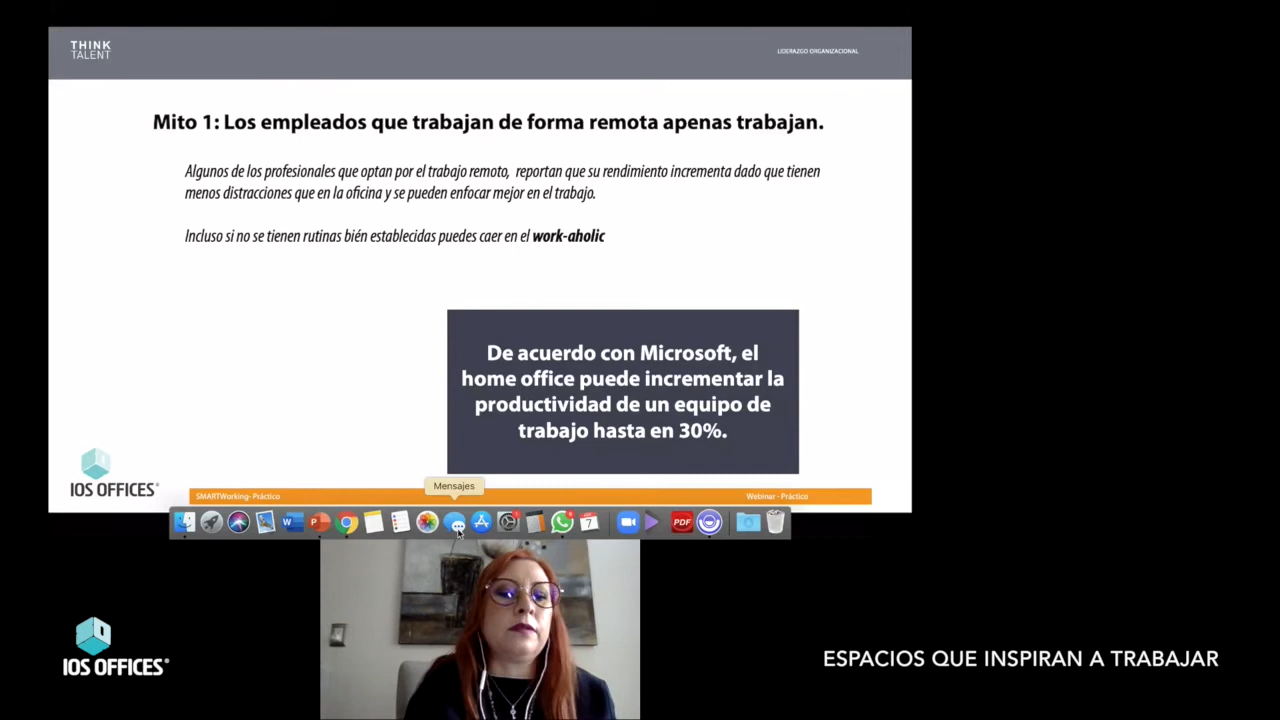 THINK
TALENT
LIDERAZGO ORGANIZACIONAL
Mito 1: Los empleados que trabajan de forma remota apenas trabajan.
Algunos de los profesionales que optan por el trabajo remoto, reportan que su rendimiento incrementa dado que tienen
menos distracciones que en la oficina y se pueden enfocar mejor en el trabajo.
Incluso si no se tienen rutinas bién establecidas puedes caer en el work-aholic
De acuerdo con Microsoft, el
home office puede incrementar la
productividad de un equipo de
trabajo hasta en 30%.
IOS OFFICES®
SMARTWorking- Práctico
Webinar - Práctico
Mensajes
W
P
7
PDF
IOS OFFICES®
ESPACIOS QUE INSPIRAN A TRABAJAR